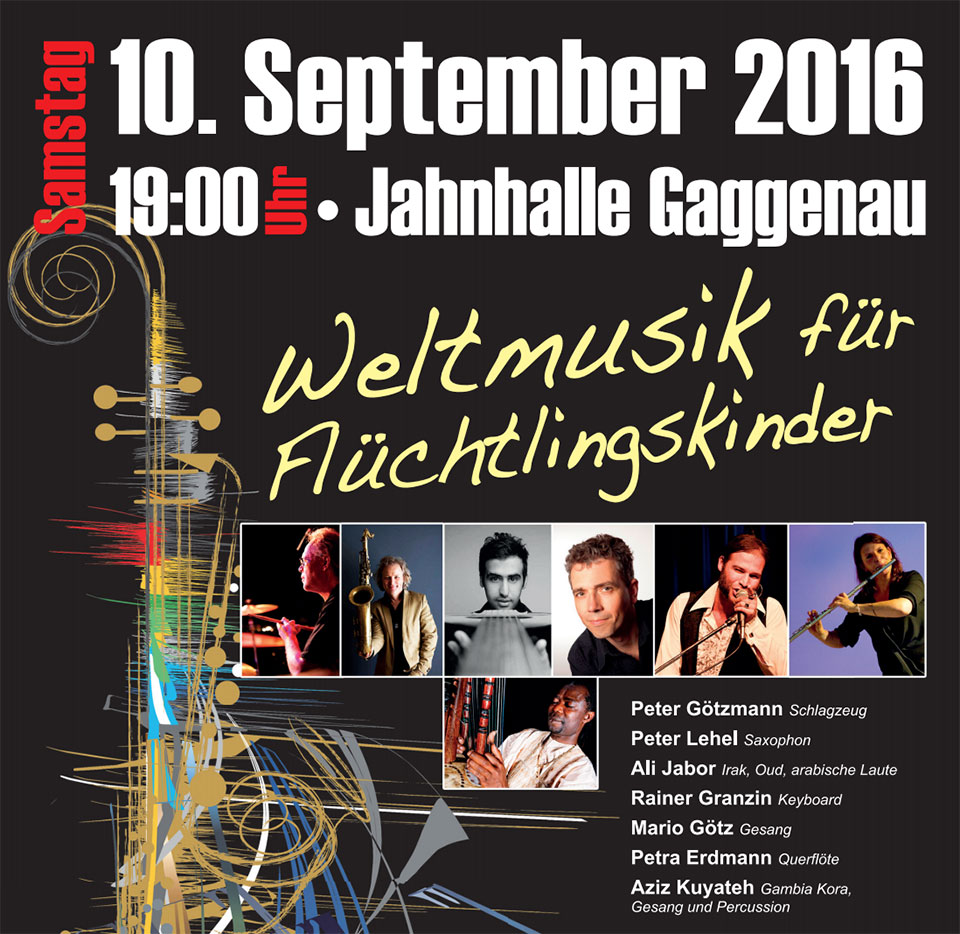 Samstag
10. September 2016
19:00 Uhr • Jahnhalle Gaggenau
Weltmusik für
Flüchtlingskinder
Peter Götzmann Schlagzeug
Peter Lehel Saxophon
Ali Jabor Irak, Oud, arabische Laute
Rainer Granzin Keyboard
Mario Götz Gesang
Petra Erdmann Querflöte
Aziz Kuyateh Gambia Kora,
Gesang und Percussion